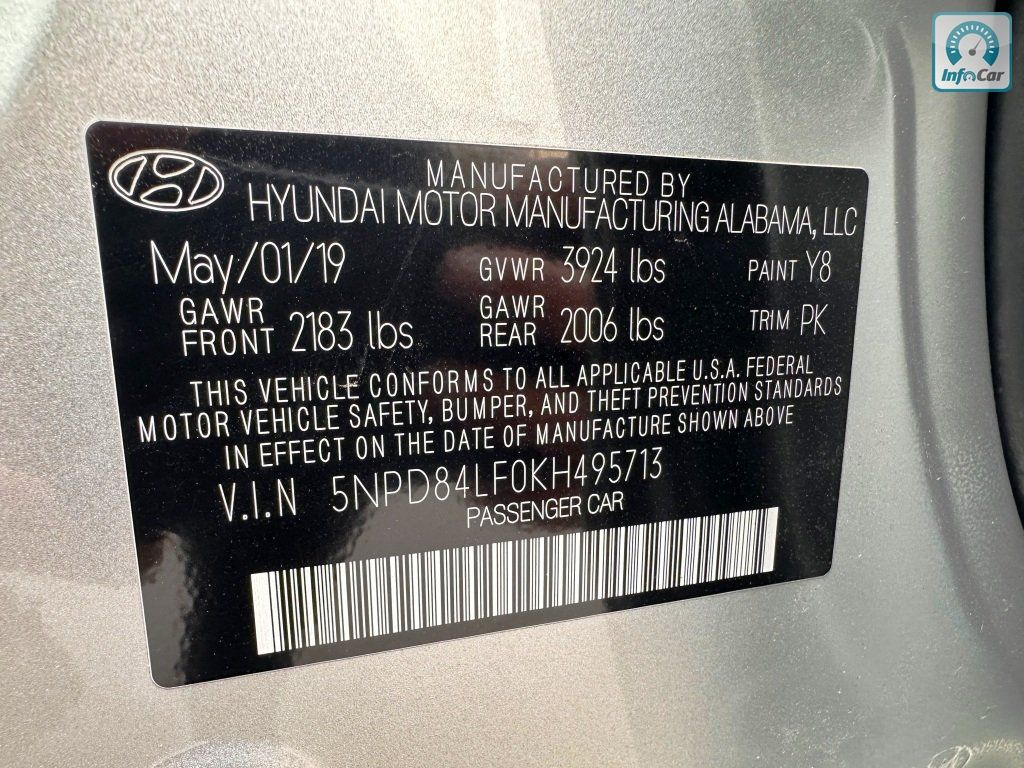 InfoCar
MANUFACTURED BY
HYUNDAI MOTOR MANUFACTURING ALABAMA, LLC
May/01/19 GVWR 3924 lbs PAINT Y8
GAWR FRONT 2183 lbs GAWR REAR 2006 lbs TRIM PK
THIS VEHICLE CONFORMS TO ALL APPLICABLE U.S.A. FEDERAL
MOTOR VEHICLE SAFETY, BUMPER, AND THEFT PREVENTION STANDARDS
IN EFFECT ON THE DATE OF MANUFACTURE SHOWN ABOVE
V.I.N 5NPD84LF0KH495713
PASSENGER CAR